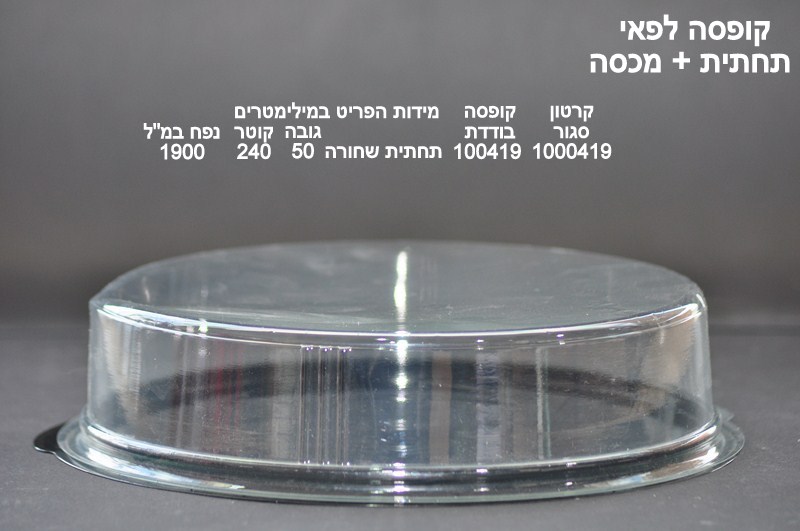 קופסה לפאי
תחתית + מכסה
קרטון קופסה מידות הפריט במילימטרים
סגור בודדת גובה קוטר נפח במ"ל
1000419 100419 תחתית שחורה 50 240 1900